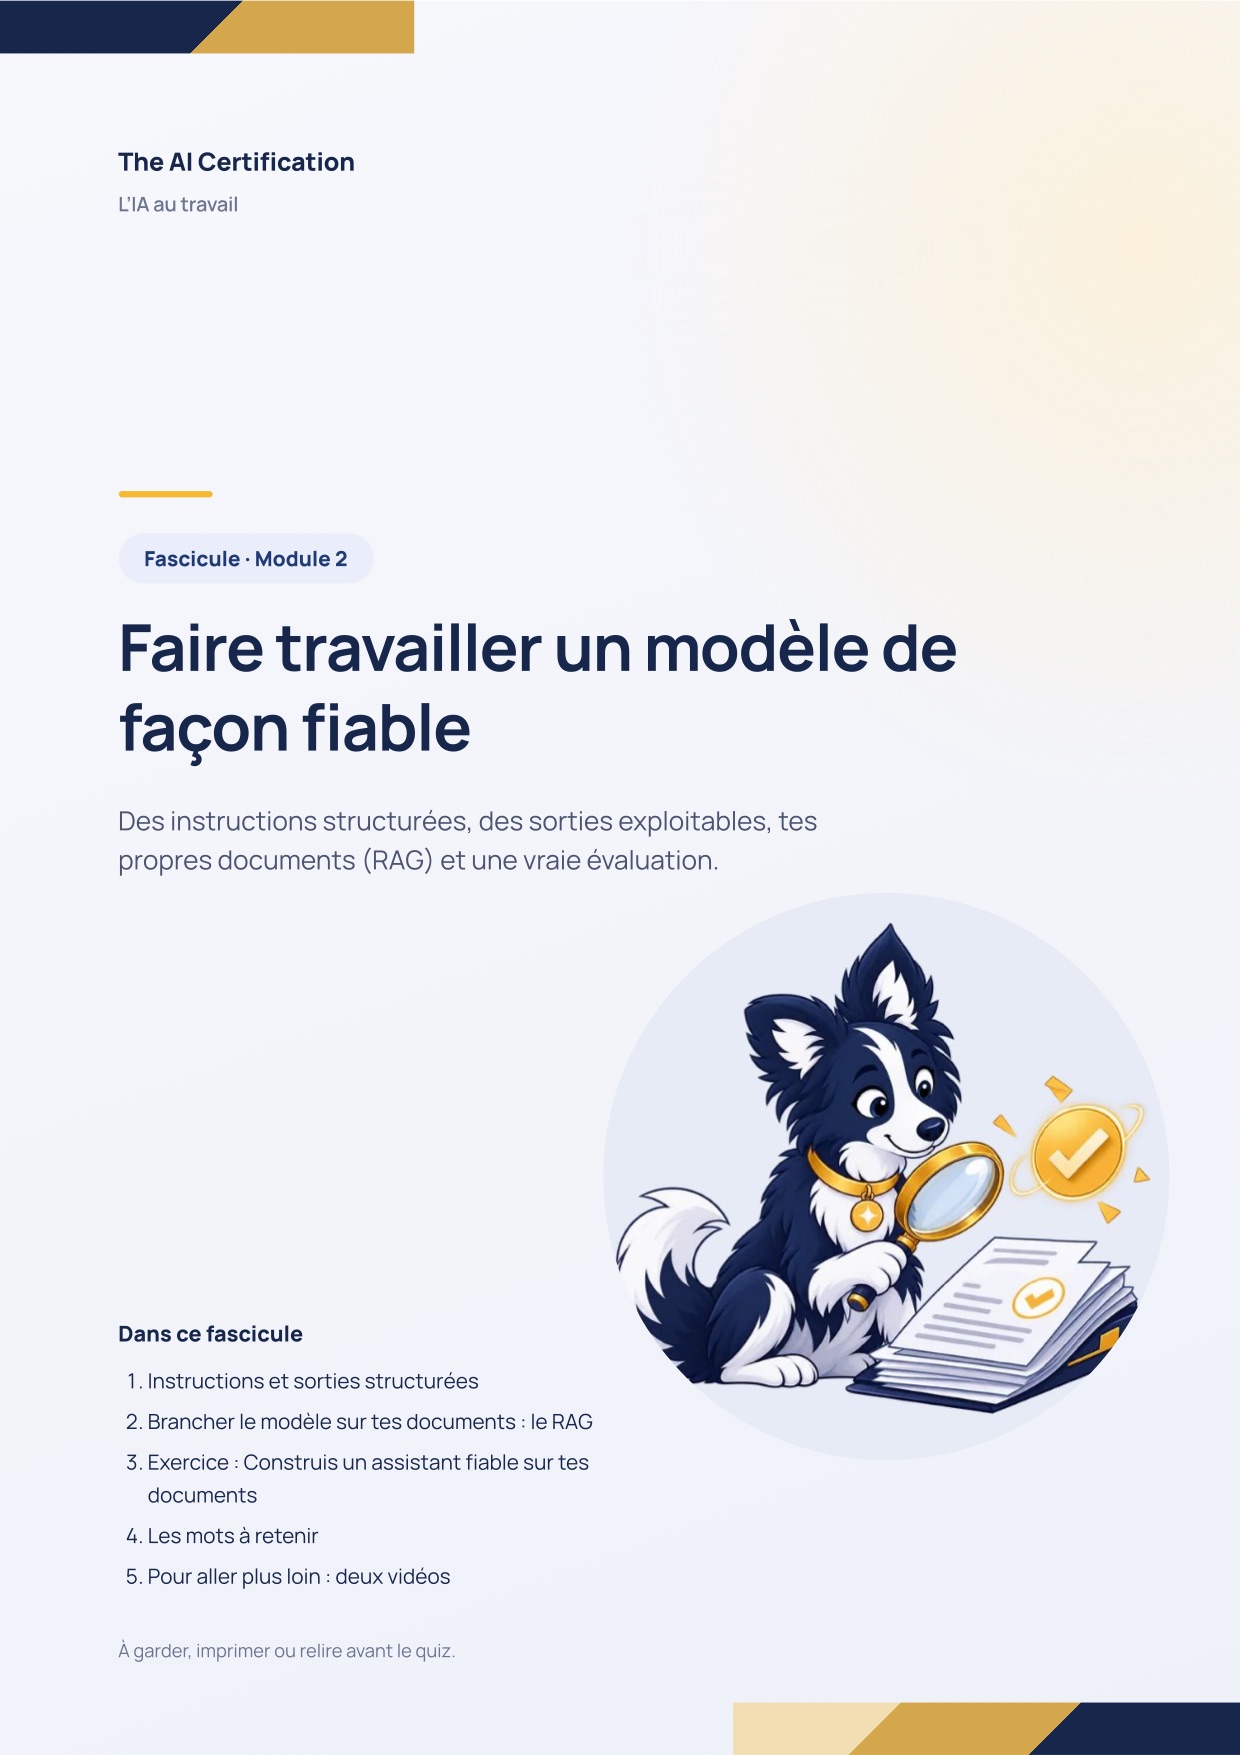 The AI Certification
L'IA au travail
Fascicule · Module 2
Faire travailler un modèle de
façon fiable
Des instructions structurées, des sorties exploitables, tes
propres documents (RAG) et une vraie évaluation.
Dans ce fascicule
1. Instructions et sorties structurées
2. Brancher le modèle sur tes documents : le RAG
3. Exercice : Construis un assistant fiable sur tes
documents
4. Les mots à retenir
5. Pour aller plus loin : deux vidéos
À garder, imprimer ou relire avant le quiz.